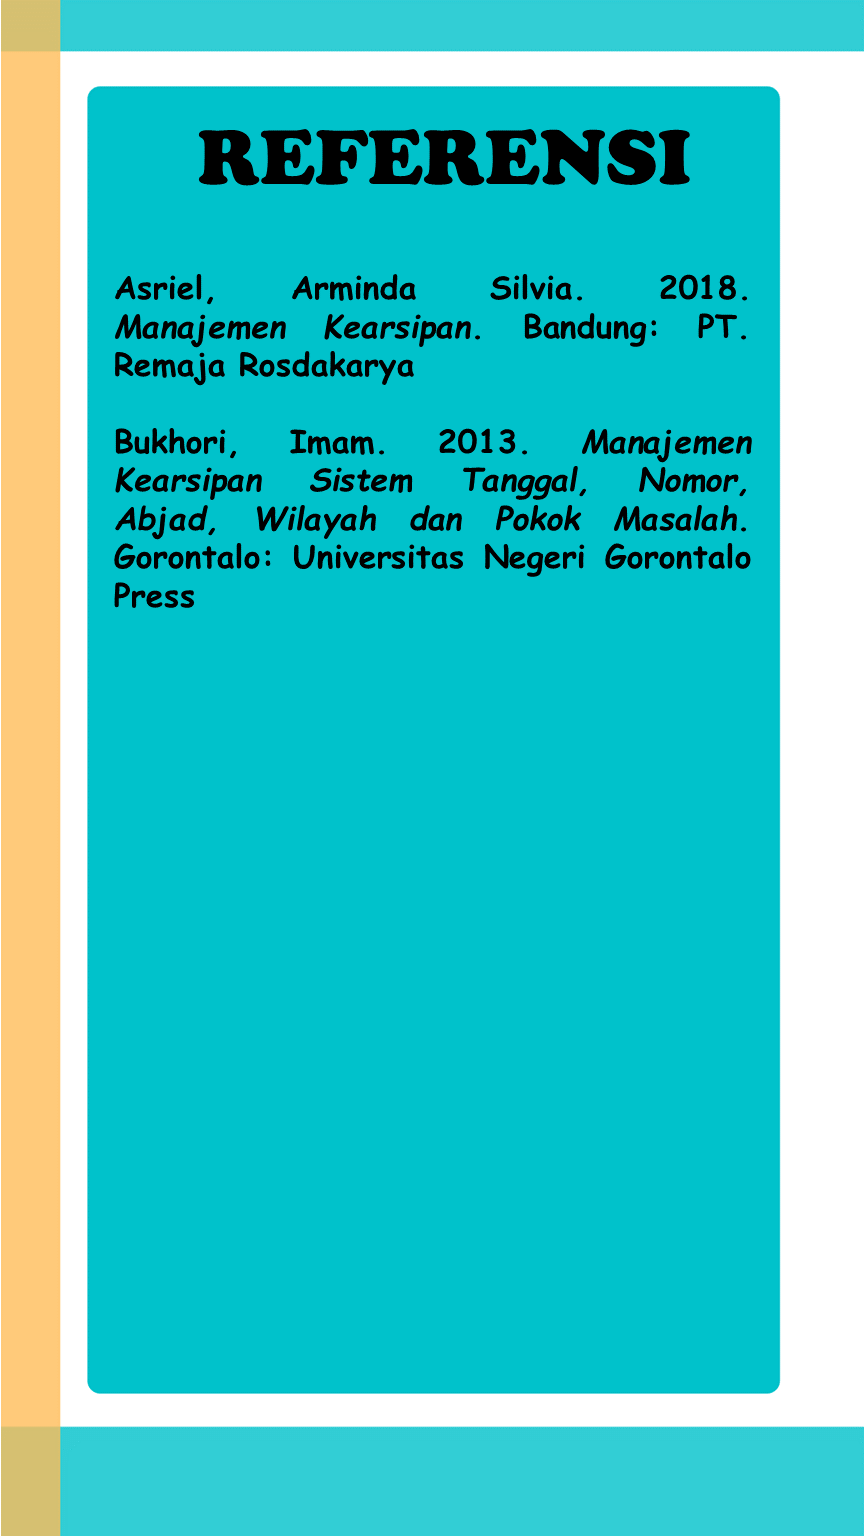 REFERENSI
Asriel, Arminda Silvia. 2018.
Manajemen Kearsipan. Bandung: PT.
Remaja Rosdakarya
Bukhori, Imam. 2013. Manajemen
Kearsipan Sistem Tanggal, Nomor,
Abjad, Wilayah dan Pokok Masalah.
Gorontalo: Universitas Negeri Gorontalo
Press